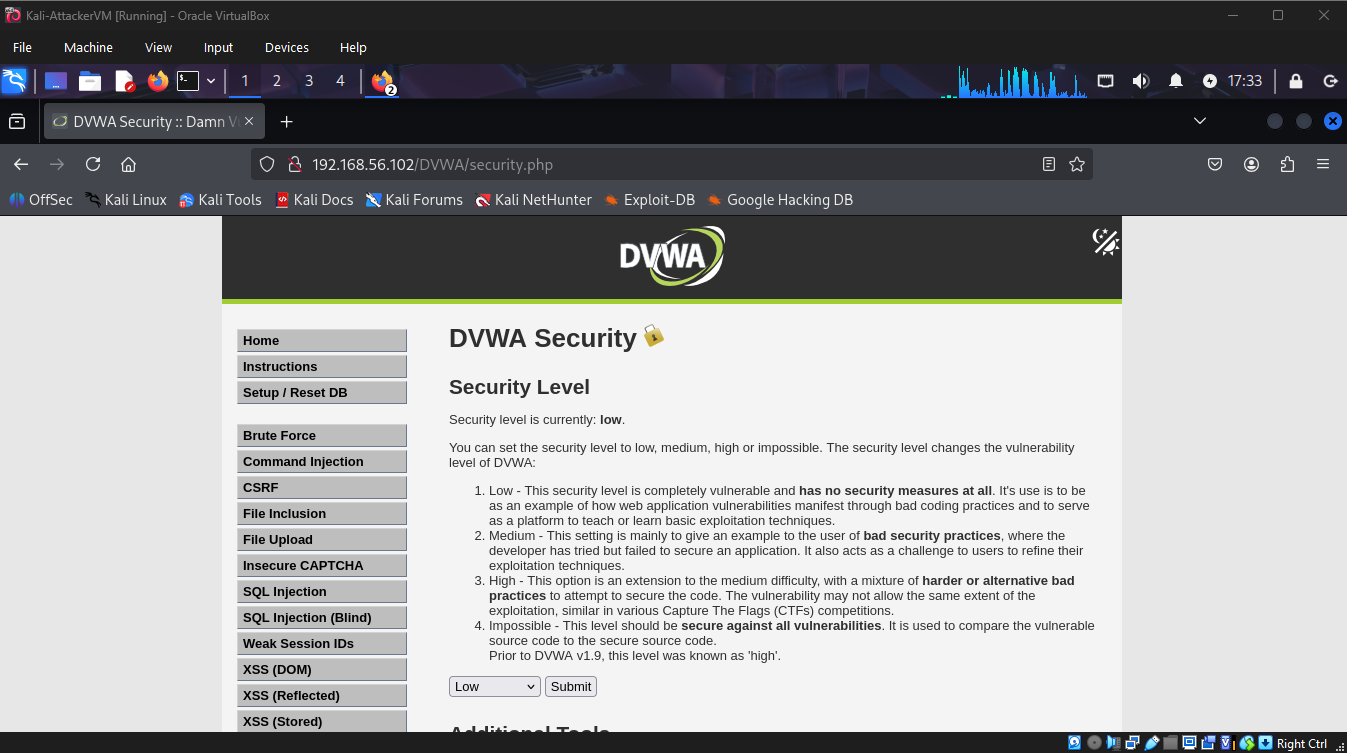 Kali-AttackerVM [Running] - Oracle VirtualBox
File Machine View Input Devices Help
1 2 3 4 2 17:33
DVWA Security :: Damn V
192.168.56.102/DVWA/security.php
OffSec Kali Linux Kali Tools Kali Docs Kali Forums Kali NetHunter Exploit-DB Google Hacking DB
DVWA
Home
Instructions
Setup / Reset DB
Brute Force
Command Injection
CSRF
File Inclusion
File Upload
Insecure CAPTCHA
SQL Injection
SQL Injection (Blind)
Weak Session IDs
XSS (DOM)
XSS (Reflected)
XSS (Stored)
DVWA Security
Security Level
Security level is currently: low.
You can set the security level to low, medium, high or impossible. The security level changes the vulnerability
level of DVWA:
1. Low - This security level is completely vulnerable and has no security measures at all. It's use is to be
as an example of how web application vulnerabilities manifest through bad coding practices and to serve
as a platform to teach or learn basic exploitation techniques.
2. Medium - This setting is mainly to give an example to the user of bad security practices, where the
developer has tried but failed to secure an application. It also acts as a challenge to users to refine their
exploitation techniques.
3. High - This option is an extension to the medium difficulty, with a mixture of harder or alternative bad
practices to attempt to secure the code. The vulnerability may not allow the same extent of the
exploitation, similar in various Capture The Flags (CTFs) competitions.
4. Impossible - This level should be secure against all vulnerabilities. It is used to compare the vulnerable
source code to the secure source code.
Prior to DVWA v1.9, this level was known as 'high'.
Low Submit
Additional Tools
Right Ctrl